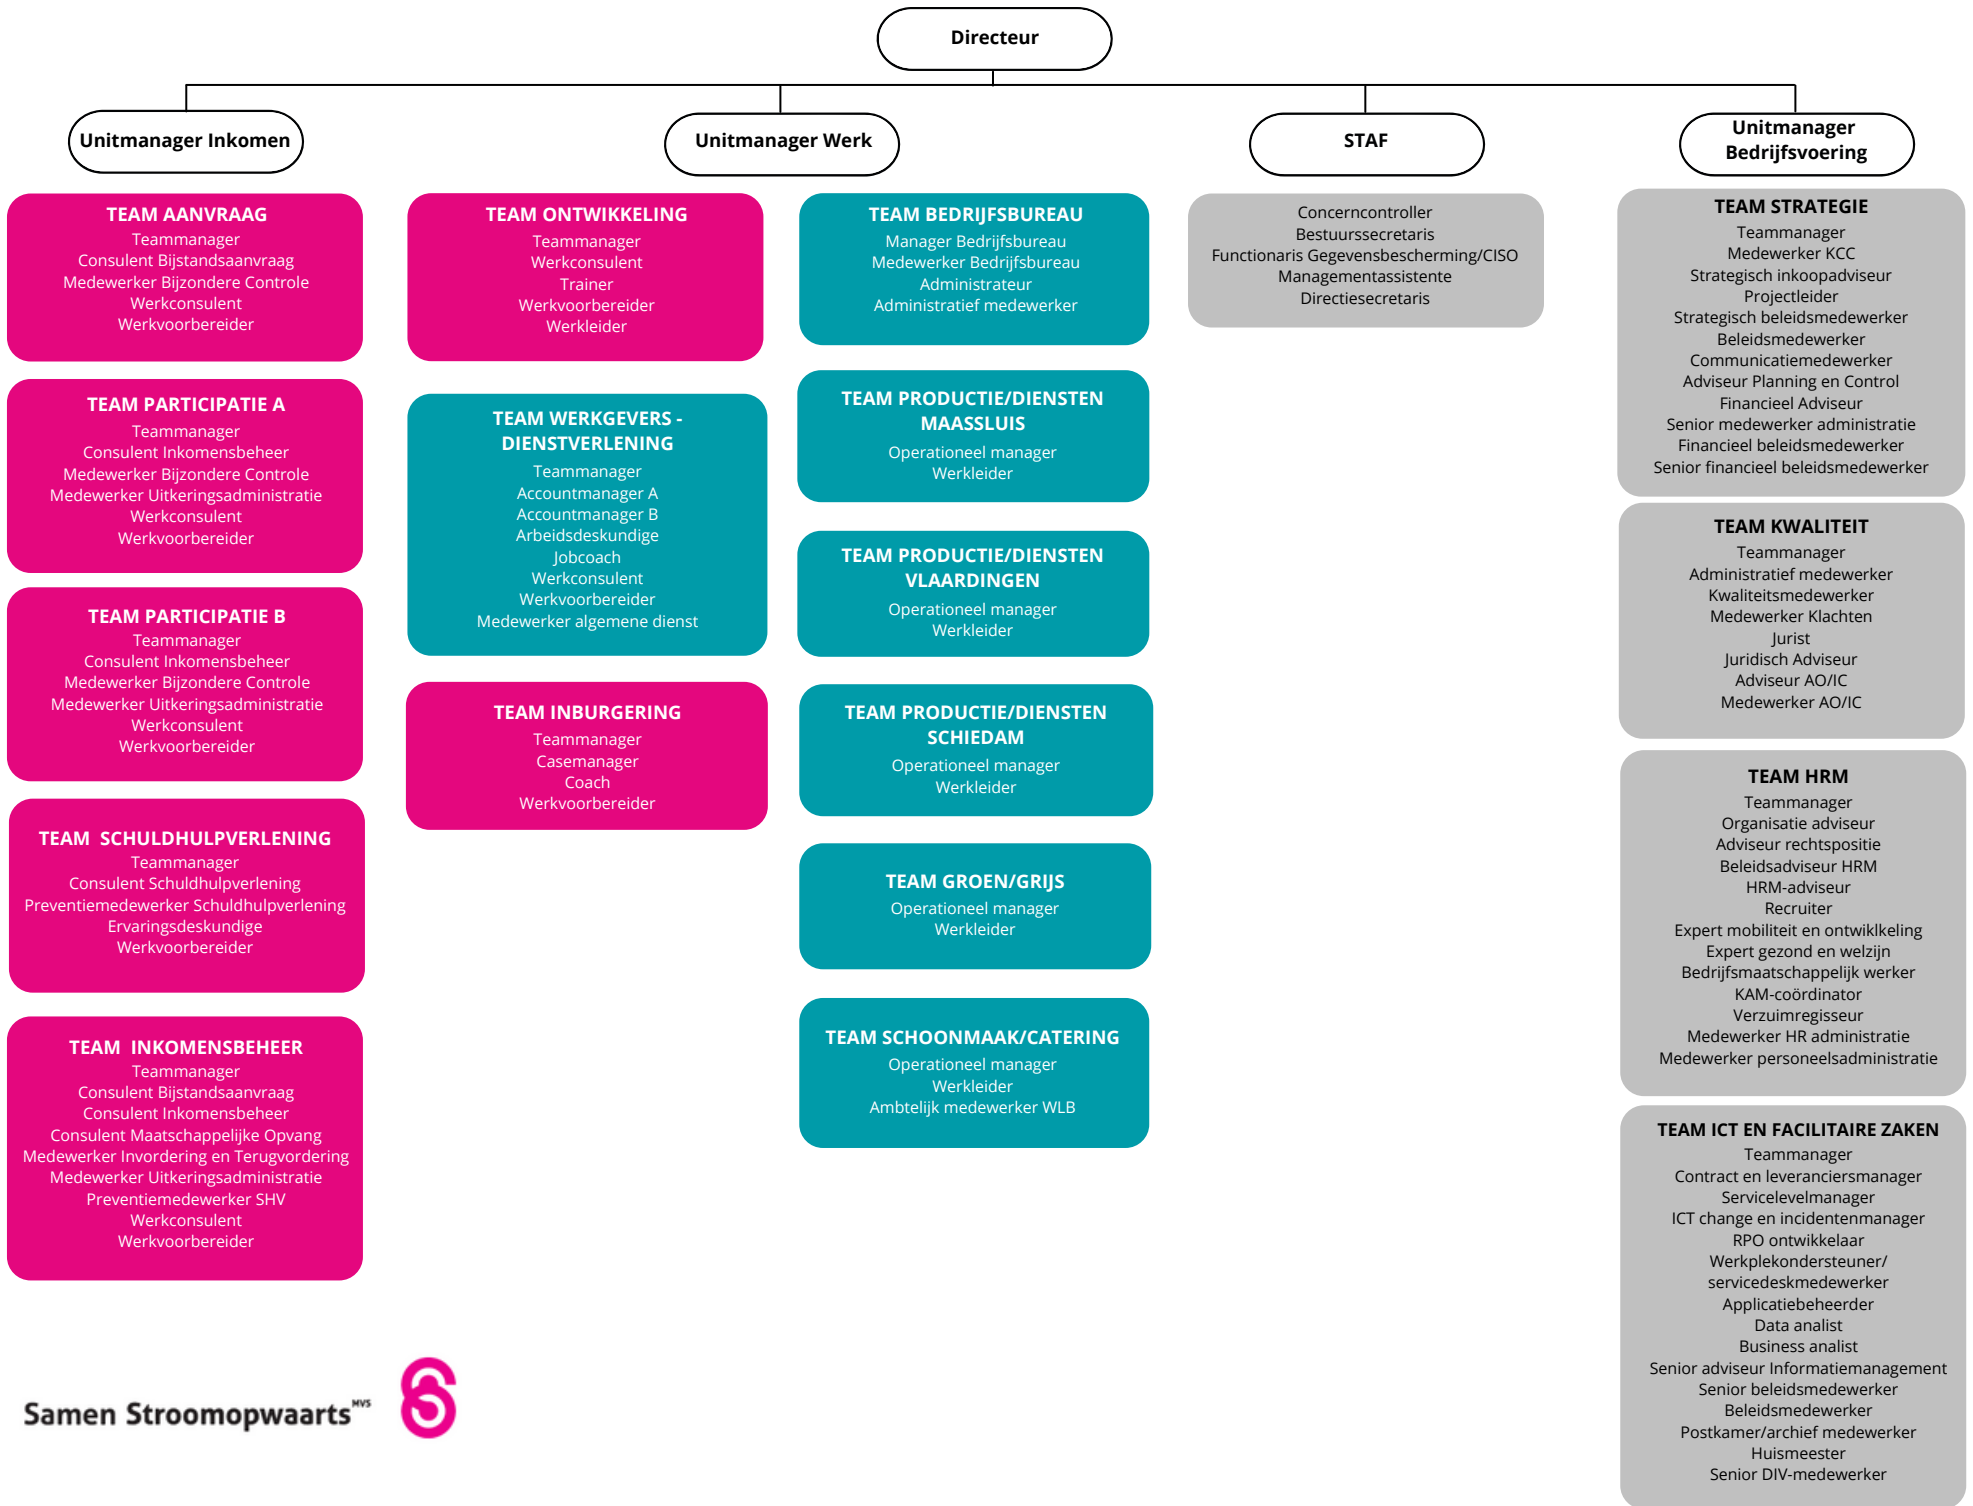 Directeur
Unitmanager Inkomen
Unitmanager Werk
STAF
Unitmanager
Bedrijfsvoering
TEAM AANVRAAG
Teammanager
Consulent Bijstandsaanvraag
Medewerker Bijzondere Controle
Werkconsulent
Werkvoorbereider
TEAM PARTICIPATIE A
Teammanager
Consulent Inkomensbeheer
Medewerker Bijzondere Controle
Medewerker Uitkeringsadministratie
Werkconsulent
Werkvoorbereider
TEAM PARTICIPATIE B
Teammanager
Consulent Inkomensbeheer
Medewerker Bijzondere Controle
Medewerker Uitkeringsadministratie
Werkconsulent
Werkvoorbereider
TEAM SCHULDHULPVERLENING
Teammanager
Consulent Schuldhulpverlening
Preventiemedewerker Schuldhulpverlening
Ervaringsdeskundige
Werkvoorbereider
TEAM INKOMENSBEHEER
Teammanager
Consulent Bijstandsaanvraag
Consulent Inkomensbeheer
Consulent Maatschappelijke Opvang
Medewerker Invordering en Terugvordering
Medewerker Uitkeringsadministratie
Preventiemedewerker SHV
Werkconsulent
Werkvoorbereider
TEAM ONTWIKKELING
Teammanager
Werkconsulent
Trainer
Werkvoorbereider
Werkleider
TEAM WERKGEVERS -
DIENSTVERLENING
Teammanager
Accountmanager A
Accountmanager B
Arbeidsdeskundige
Jobcoach
Werkconsulent
Werkvoorbereider
Medewerker algemene dienst
TEAM INBURGERING
Teammanager
Casemanager
Coach
Werkvoorbereider
TEAM BEDRIJFSBUREAU
Manager Bedrijfsbureau
Medewerker Bedrijfsbureau
Administrateur
Administratief medewerker
TEAM PRODUCTIE/DIENSTEN
MAASSLUIS
Operationeel manager
Werkleider
TEAM PRODUCTIE/DIENSTEN
VLAARDINGEN
Operationeel manager
Werkleider
TEAM PRODUCTIE/DIENSTEN
SCHIEDAM
Operationeel manager
Werkleider
TEAM GROEN/GRIJS
Operationeel manager
Werkleider
TEAM SCHOONMAAK/CATERING
Operationeel manager
Werkleider
Ambtelijk medewerker WLB
Concerncontroller
Bestuurssecretaris
Functionaris Gegevensbescherming/CISO
Managementassistente
Directiesecretaris
TEAM STRATEGIE
Teammanager
Medewerker KCC
Strategisch inkoopadviseur
Projectleider
Strategisch beleidsmedewerker
Beleidsmedewerker
Communicatiemedewerker
Adviseur Planning en Control
Financieel Adviseur
Senior medewerker administratie
Financieel beleidsmedewerker
Senior financieel beleidsmedewerker
TEAM KWALITEIT
Teammanager
Administratief medewerker
Kwaliteitsmedewerker
Medewerker Klachten
Jurist
Juridisch Adviseur
Adviseur AO/IC
Medewerker AO/IC
TEAM HRM
Teammanager
Organisatie adviseur
Adviseur rechtspositie
Beleidsadviseur HRM
HRM-adviseur
Recruiter
Expert mobiliteit en ontwiklkeling
Expert gezond en welzijn
Bedrijfsmaatschappelijk werker
KAM-coördinator
Verzuimregisseur
Medewerker HR administratie
Medewerker personeelsadministratie
TEAM ICT EN FACILITAIRE ZAKEN
Teammanager
Contract en leveranciersmanager
Servicelevelmanager
ICT change en incidentenmanager
RPO ontwikkelaar
Werkplekondersteuner/
servicedeskmedewerker
Applicatiebeheerder
Data analist
Business analist
Senior adviseur Informatiemanagement
Senior beleidsmedewerker
Beleidsmedewerker
Postkamer/archief medewerker
Huismeester
Senior DIV-medewerker
Samen Stroomopwaarts MVS